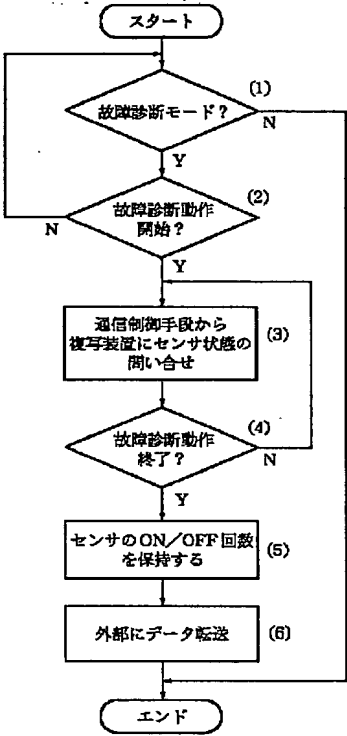 スタート
(1)
故障診断モード?
N
Y
(2)
故障診断動作
開始?
N
Y
通信制御手段から
複写装置にセンサ状態の
問い合せ
(3)
(4)
故障診断動作
終了?
N
Y
センサのON/OFF回数
を保持する
(5)
外部にデータ転送
(6)
エンド